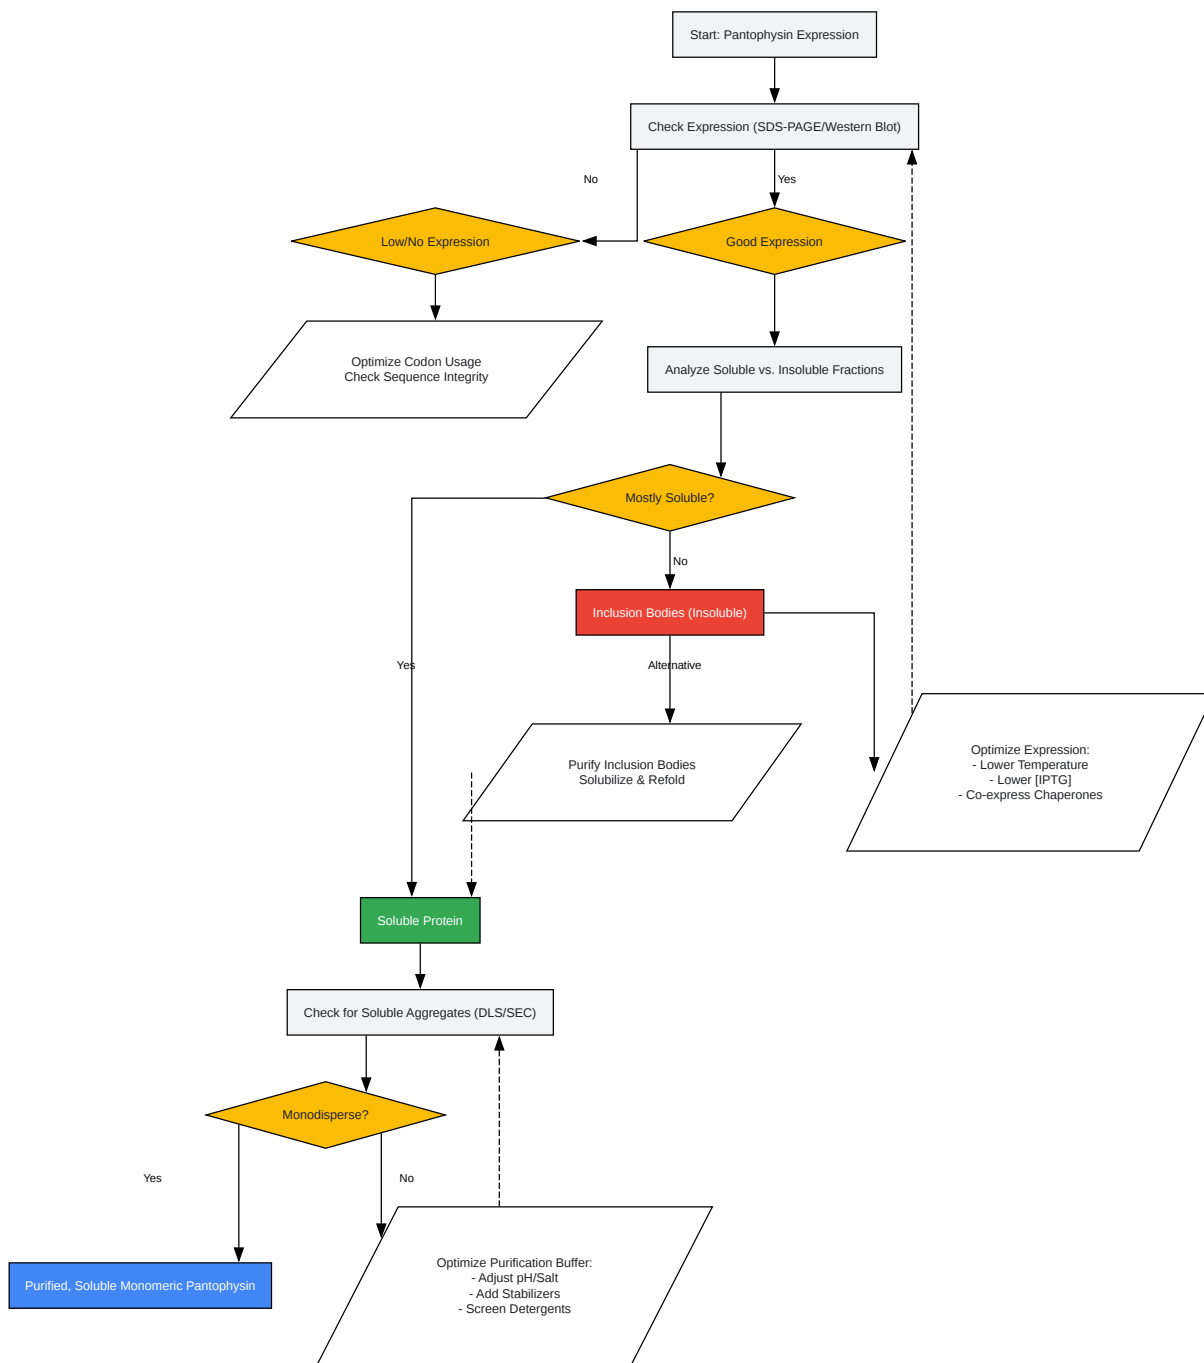 Start: Pantophysin Expression
Check Expression (SDS-PAGE/Western Blot)
No
Yes
Low/No Expression
Good Expression
Optimize Codon Usage
Check Sequence Integrity
Analyze Soluble vs. Insoluble Fractions
Mostly Soluble?
No
Inclusion Bodies (Insoluble)
Yes
Alternative
Purify Inclusion Bodies
Solubilize & Refold
Optimize Expression:
- Lower Temperature
- Lower [IPTG]
- Co-express Chaperones
Soluble Protein
Check for Soluble Aggregates (DLS/SEC)
Monodisperse?
Yes
No
Optimize Purification Buffer:
- Adjust pH/Salt
- Add Stabilizers
- Screen Detergents
Purified, Soluble Monomeric Pantophysin